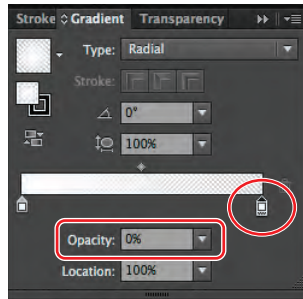 Stroke Gradient Transparency
Type: Radial
Stroke:
0°
100%
Opacity: 0%
Location: 100%